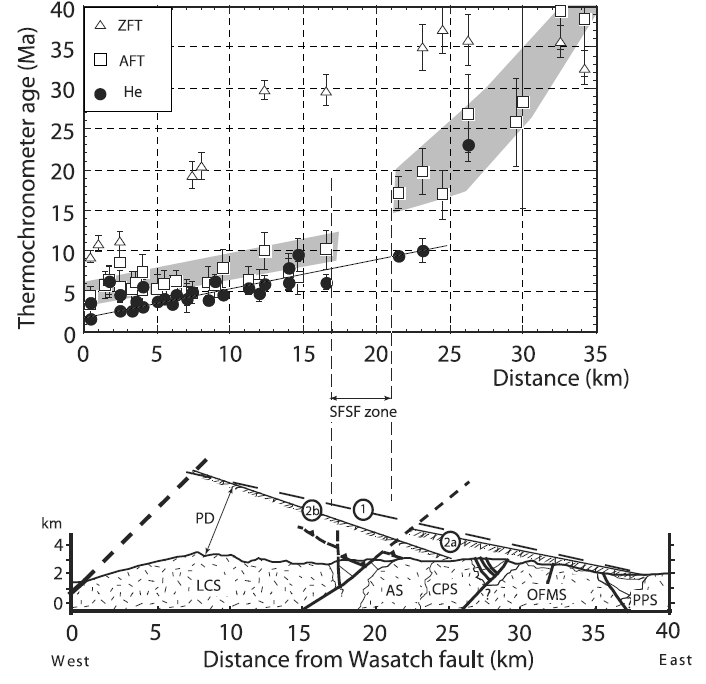 Thermochronometer age (Ma)
40
35
30
25
20
15
10
5
0
ZFT
AFT
He
0 5 10 15 20 25 30 35
Distance (km)
SFSF zone
km
4
2
0
PD
2b
1
2a
LCS
AS
CPS
OFMS
PPS
?
?
0 5 10 15 20 25 30 35 40
West
Distance from Wasatch fault (km)
East